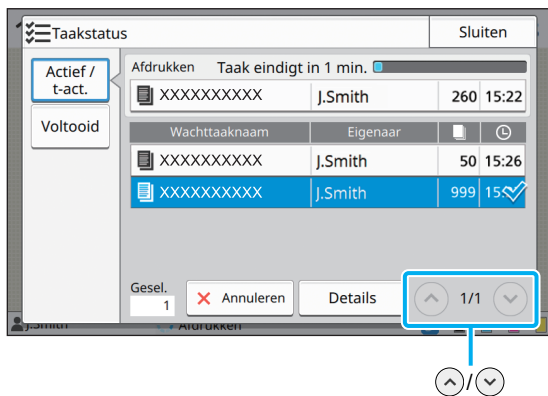 Taakstatus
Sluiten
Actief / t-act.
Voltooid
Afdrukken Taak eindigt in 1 min.
XXXXXXXXXX J.Smith 260 15:22
Wachttaaknaam Eigenaar
XXXXXXXXXX J.Smith 50 15:26
XXXXXXXXXX J.Smith 999
Gesel.
1
Annuleren
Details
1/1
J.Smith Afdrukken
/